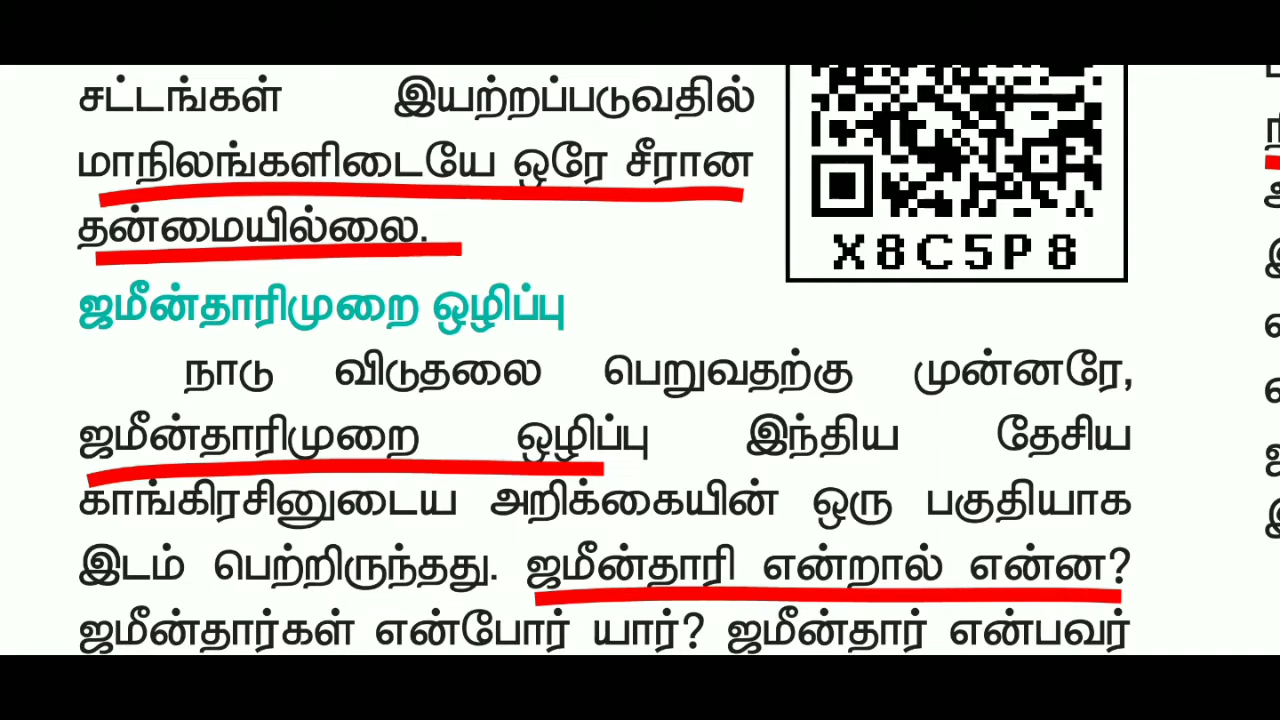 சட்டங்கள் இயற்றப்படுவதில்
மாநிலங்களிடையே ஒரே சீரான
தன்மையில்லை.
X8C5P8
ஜமீன்தாரிமுறை ஒழிப்பு
நாடு விடுதலை பெறுவதற்கு முன்னரே,
ஜமீன்தாரிமுறை ஒழிப்பு இந்திய தேசிய
காங்கிரசினுடைய அறிக்கையின் ஒரு பகுதியாக
இடம் பெற்றிருந்தது. ஜமீன்தாரி என்றால் என்ன?
ஜமீன்தார்கள் என்போர் யார்? ஜமீன்தார் என்பவர்